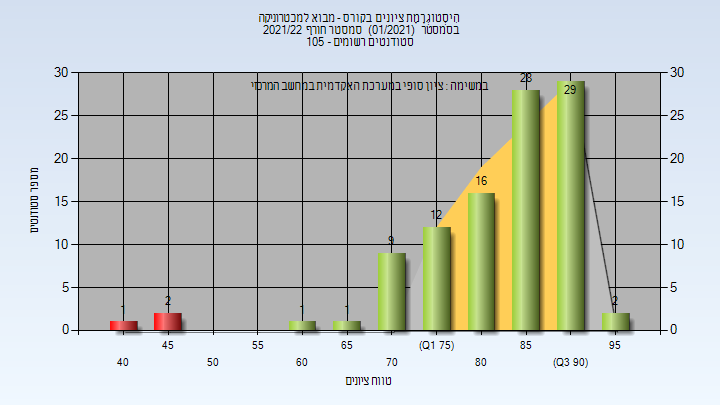 היסטוגרמת ציונים בקורס - מבוא למכטרוניקה
בסמסטר (01/2021) סמסטר חורף 2021/22
סטודנטים רשומים - 105
במשימה : ציון סופי במערכת האקדמית במחשב המרכזי
מספר סטודנטים
30 30
25 25
20 20
15 15
10 10
5 5
0 0
1 2 1 1 9 12 16 28 29 2
45 55 65 (Q1 75) 85 95
40 50 60 70 80 (Q3 90)
טווח ציונים